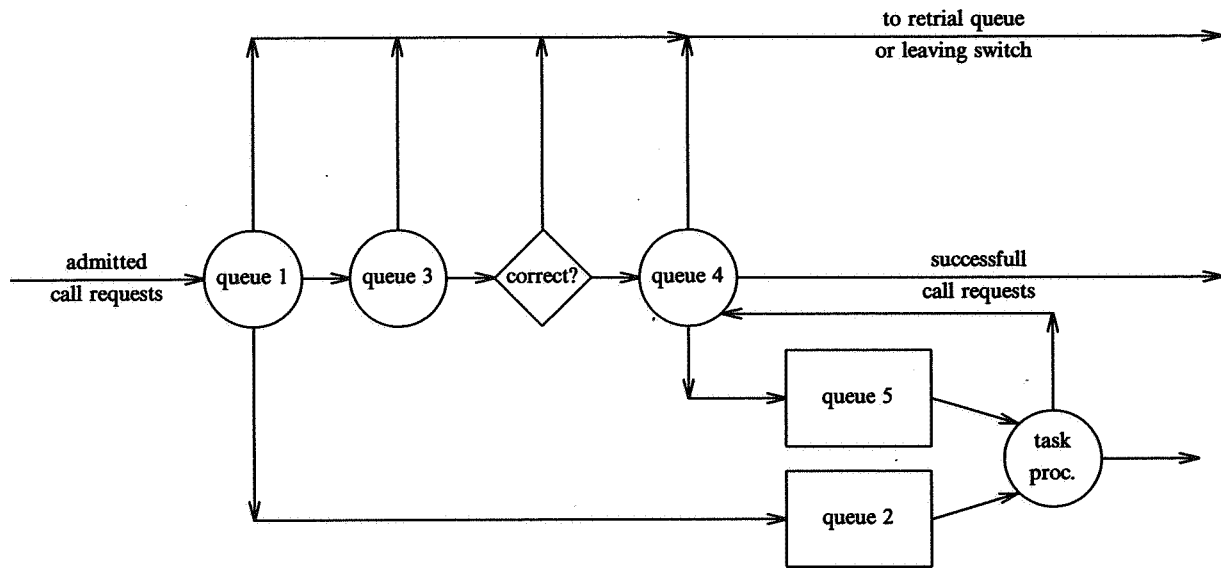 to retrial queue
or leaving switch
admitted
call requests
queue 1
queue 3
correct?
queue 4
successfull
call requests
queue 5
task
proc.
queue 2